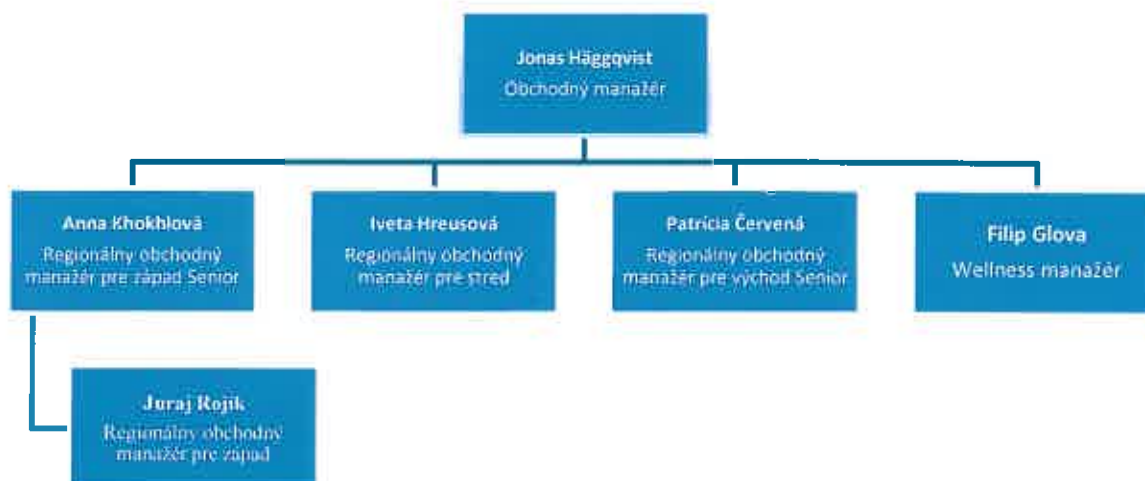 Jonas Häggqvist
Obchodný manažér
Anna Khokhlová
Regionálny obchodný
manažér pre západ Senior
Iveta Hreusová
Regionálny obchodný
manažér pre stred
Patrícia Červená
Regionálny obchodný
manažér pre východ Senior
Filip Glova
Wellness manažér
Juraj Rojik
Regionálny obchodný
manažér pre západ